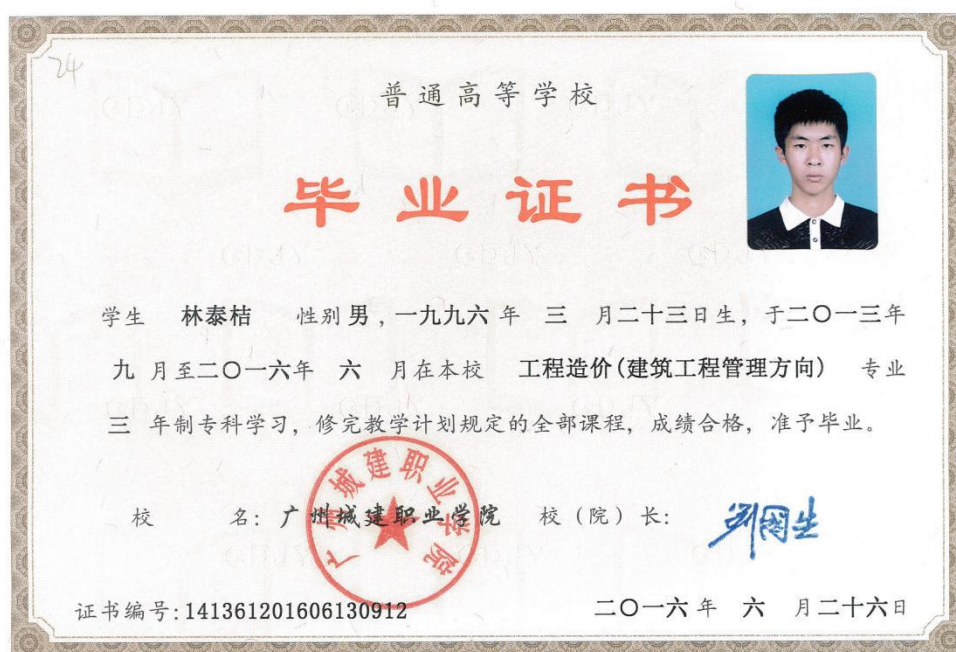 24
普通高等学校
毕业证书
学生 林泰桔 性别 男 , 一九九六 年 三 月二十三日生, 于二〇一三年
九 月至二〇一六年 六 月在本校 工程造价(建筑工程管理方向) 专业
三 年制专科学习, 修完教学计划规定的全部课程, 成绩合格, 准予毕业。
广州城建职业学院
校 名: 广州城建职业学院 校(院)长: 刘国生
证书编号:141361201606130912 二〇一六 年 六 月二十六日